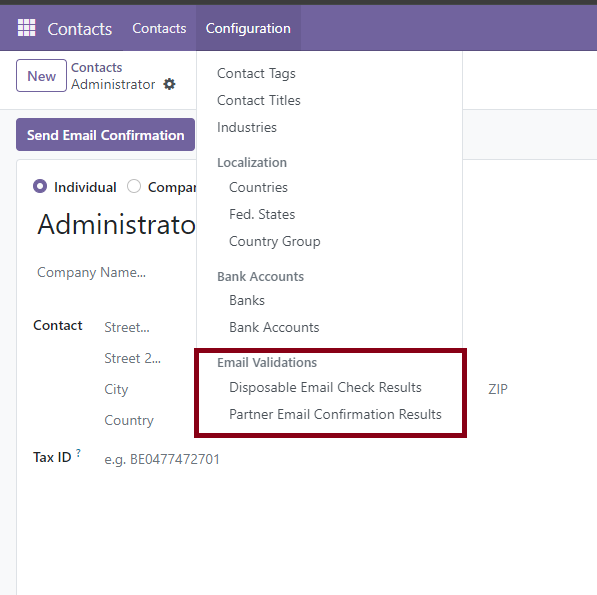 Contacts Contacts Configuration
New Contacts
Administrator
Send Email Confirmation
Individual Compar
Administrato
Company Name...
Contact Street...
Street 2...
City ZIP
Country
Tax ID ? e.g. BE0477472701
Contact Tags
Contact Titles
Industries
Localization
Countries
Fed. States
Country Group
Bank Accounts
Banks
Bank Accounts
Email Validations
Disposable Email Check Results
Partner Email Confirmation Results